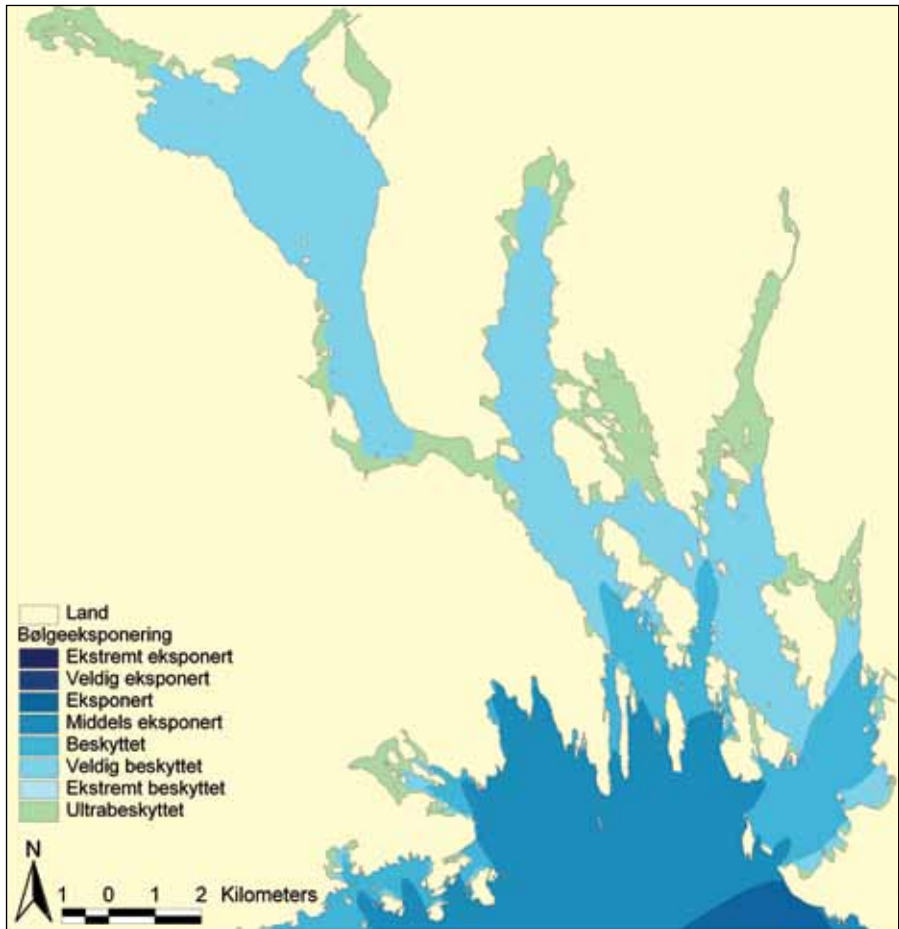 Land
Bølgeeksponering
Ekstremt eksponert
Veldig eksponert
Eksponert
Middels eksponert
Beskyttet
Veldig beskyttet
Ekstremt beskyttet
Ultrabeskyttet
N
1 0 1 2 Kilometers